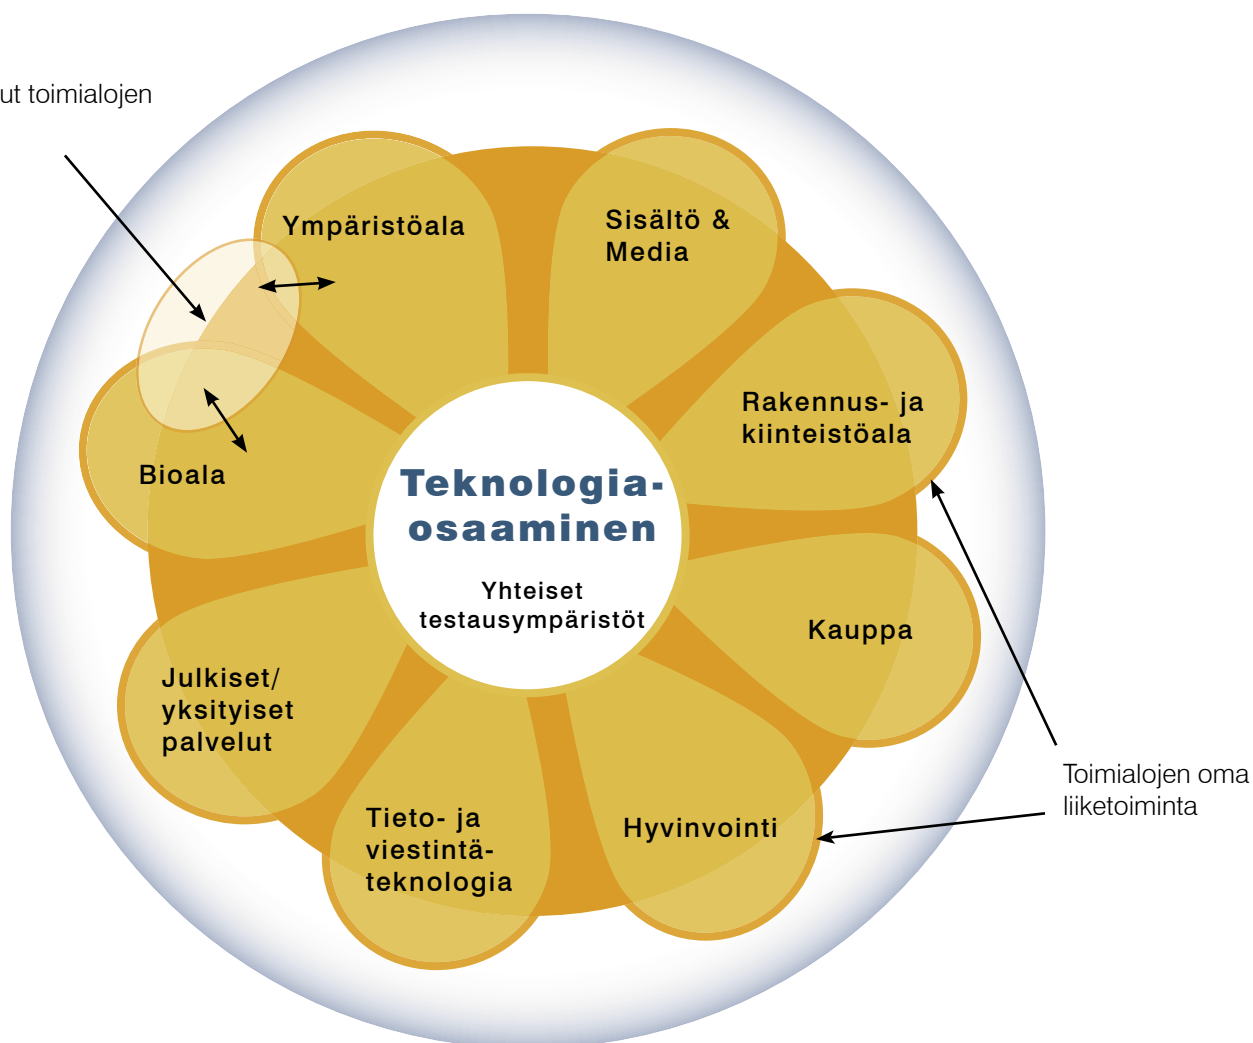 ut toimialojen
Ympäristöala
Sisältö &
Media
Rakennus- ja
kiinteistöala
Bioala
Teknologia-
osaaminen
Yhteiset
testausympäristöt
Kauppa
Julkiset/
yksityiset
palvelut
Tieto- ja
viestintä-
teknologia
Hyvinvointi
Toimialojen oma
liiketoiminta